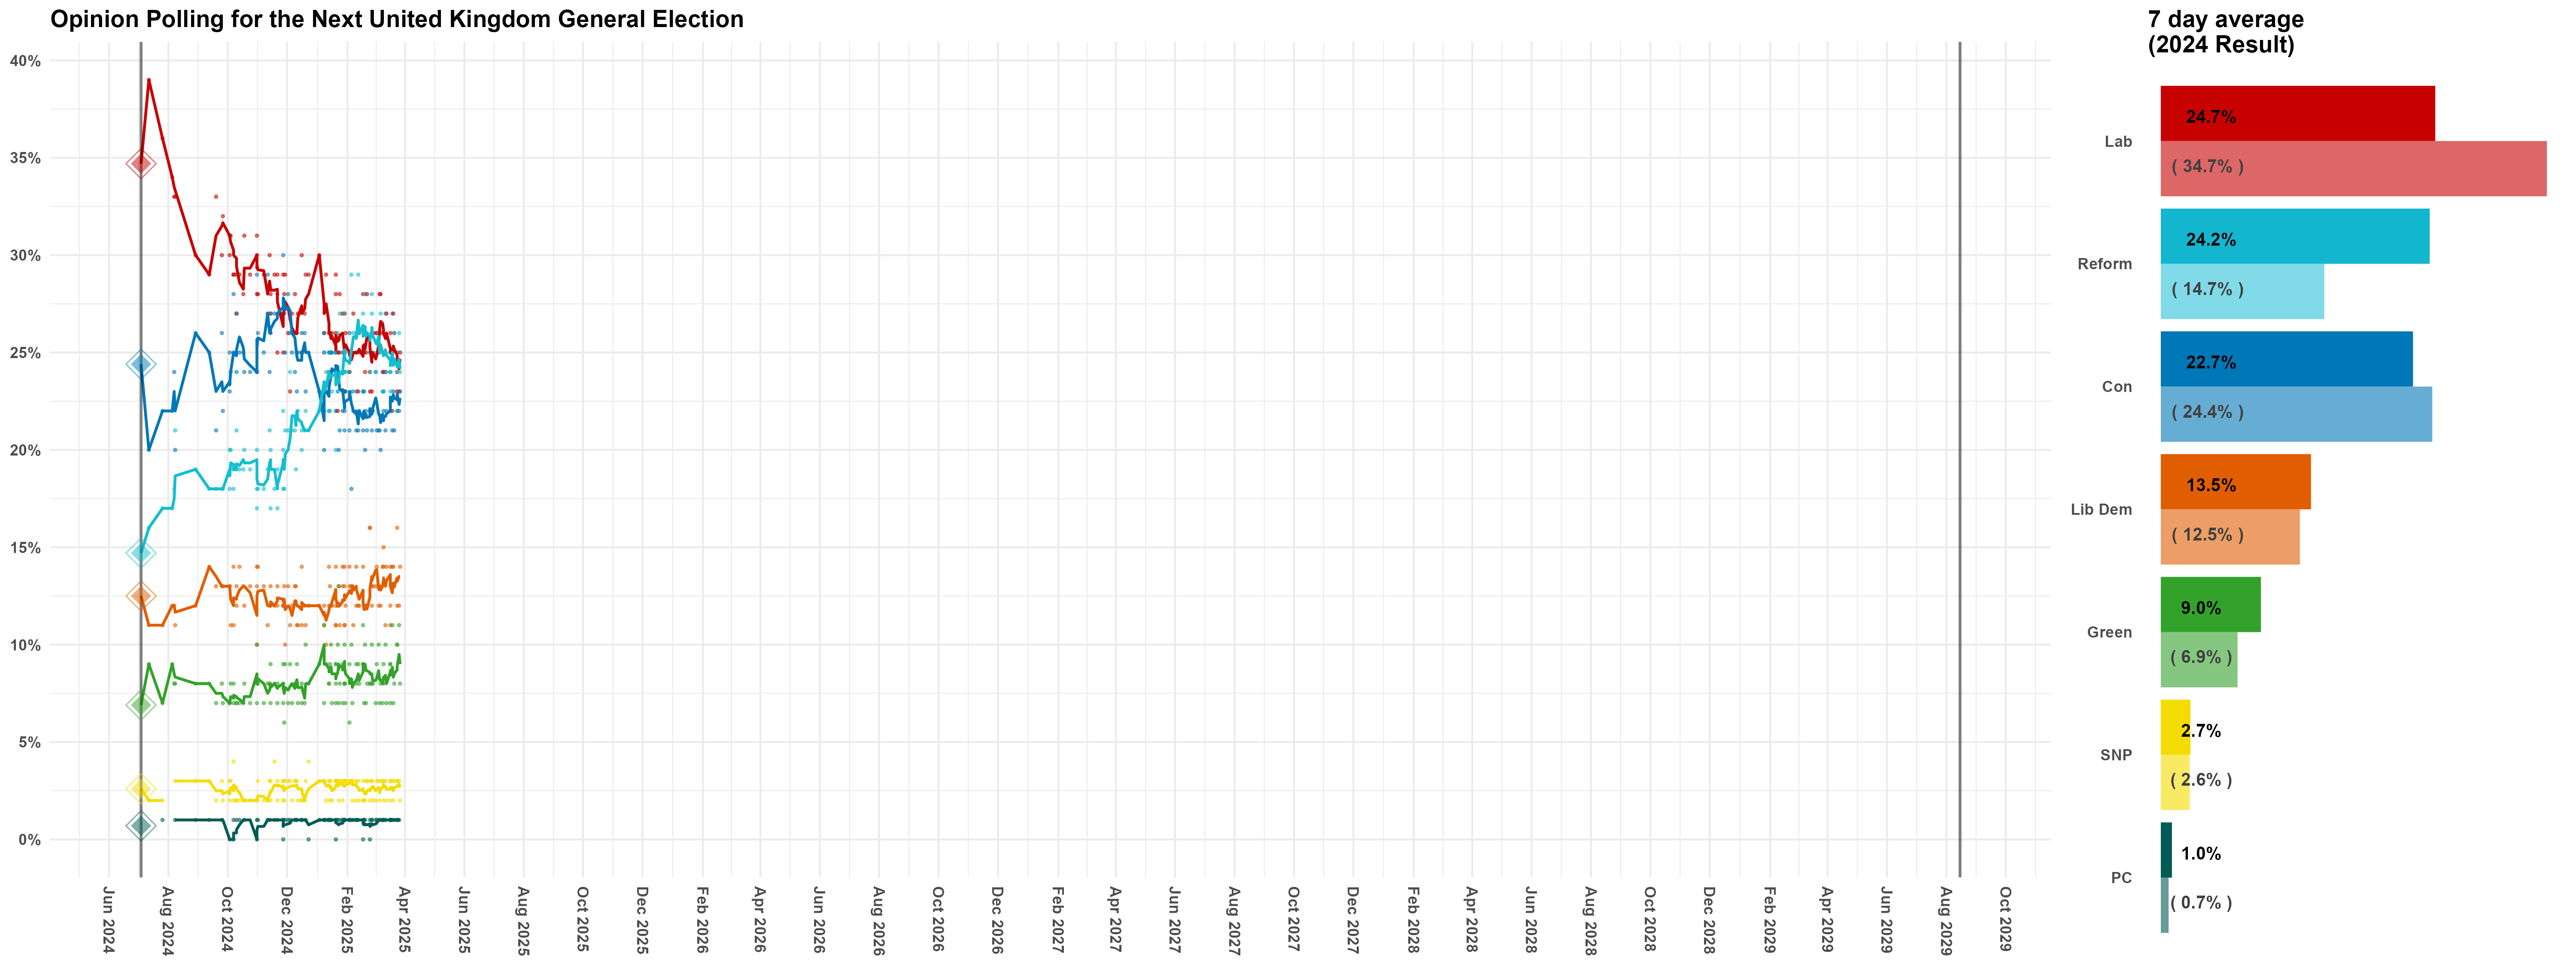 Opinion Polling for the Next United Kingdom General Election
40%
35%
30%
25%
20%
15%
10%
5%
0%
Jun 2024
Aug 2024
Oct 2024
Dec 2024
Feb 2025
Apr 2025
Jun 2025
Aug 2025
Oct 2025
Dec 2025
Feb 2026
Apr 2026
Jun 2026
Aug 2026
Oct 2026
Dec 2026
Feb 2027
Apr 2027
Jun 2027
Aug 2027
Oct 2027
Dec 2027
Feb 2028
Apr 2028
Jun 2028
Aug 2028
Oct 2028
Dec 2028
Feb 2029
Apr 2029
Jun 2029
Aug 2029
Oct 2029
7 day average
(2024 Result)
Lab
24.7%
( 34.7% )
Reform
24.2%
( 14.7% )
Con
22.7%
( 24.4% )
Lib Dem
13.5%
( 12.5% )
Green
9.0%
( 6.9% )
SNP
2.7%
( 2.6% )
PC
1.0%
( 0.7% )